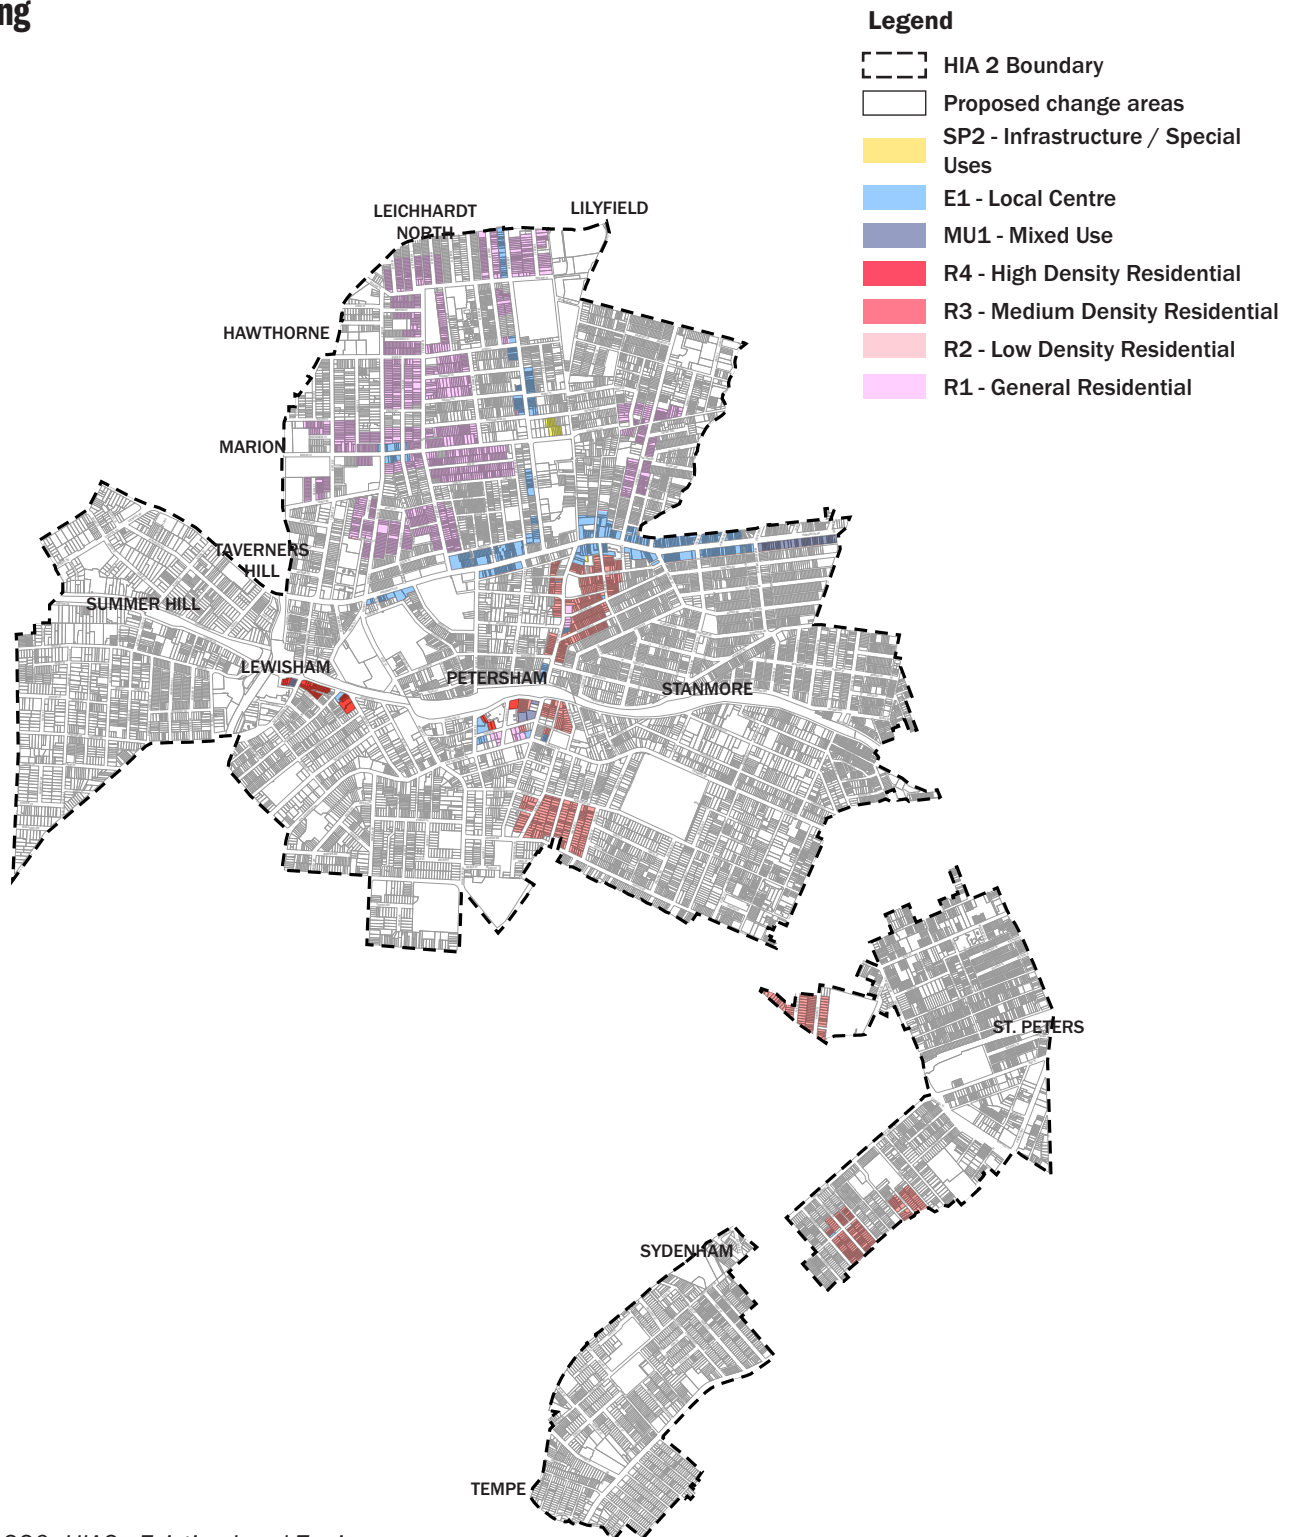 ng
Legend
HIA 2 Boundary
Proposed change areas
SP2 - Infrastructure / Special
Uses
E1 - Local Centre
MU1 - Mixed Use
R4 - High Density Residential
R3 - Medium Density Residential
R2 - Low Density Residential
R1 - General Residential
LEICHHARDT
NORTH
LILYFIELD
HAWTHORNE
MARION
TAVERNERS
HILL
SUMMER HILL
LEWISHAM
PETERSHAM
STANMORE
ST. PETERS
SYDENHAM
TEMPE